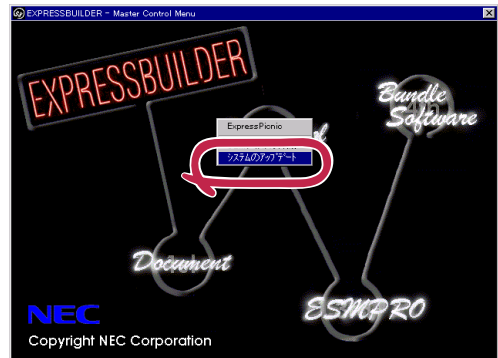 EXPRESSBUILDER - Master Control Menu
EXPRESSBUILDER
Bundle
Software
ExpressPicnic
システムのアップデート
Document
ESMPRO
NEC
Copyright NEC Corporation